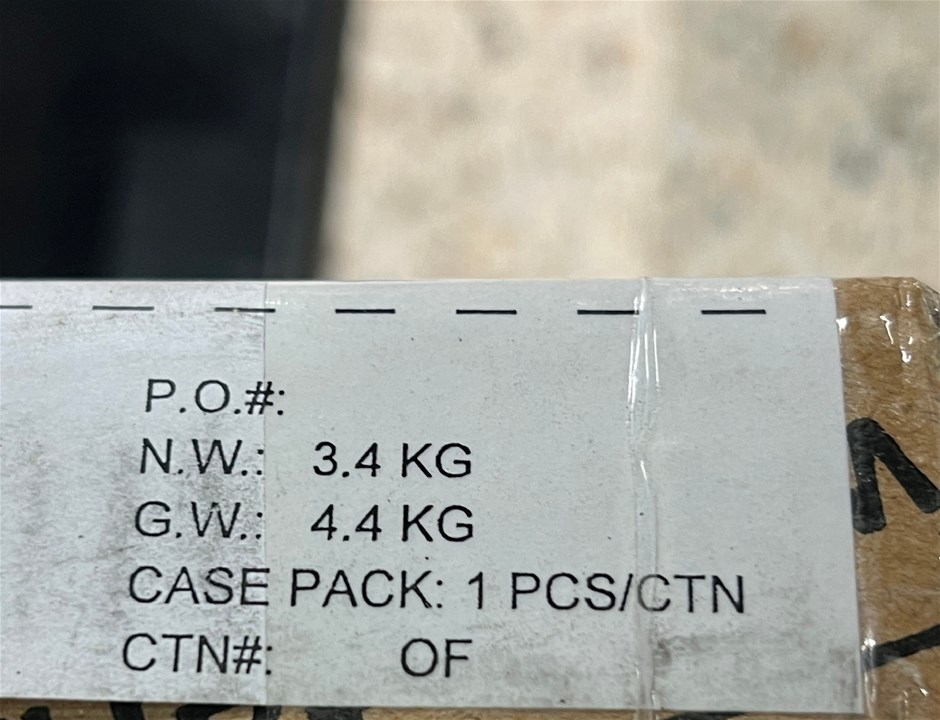 P.O.#:
N.W.: 3.4 KG
G.W.: 4.4 KG
CASE PACK: 1 PCS/CTN
CTN#: OF